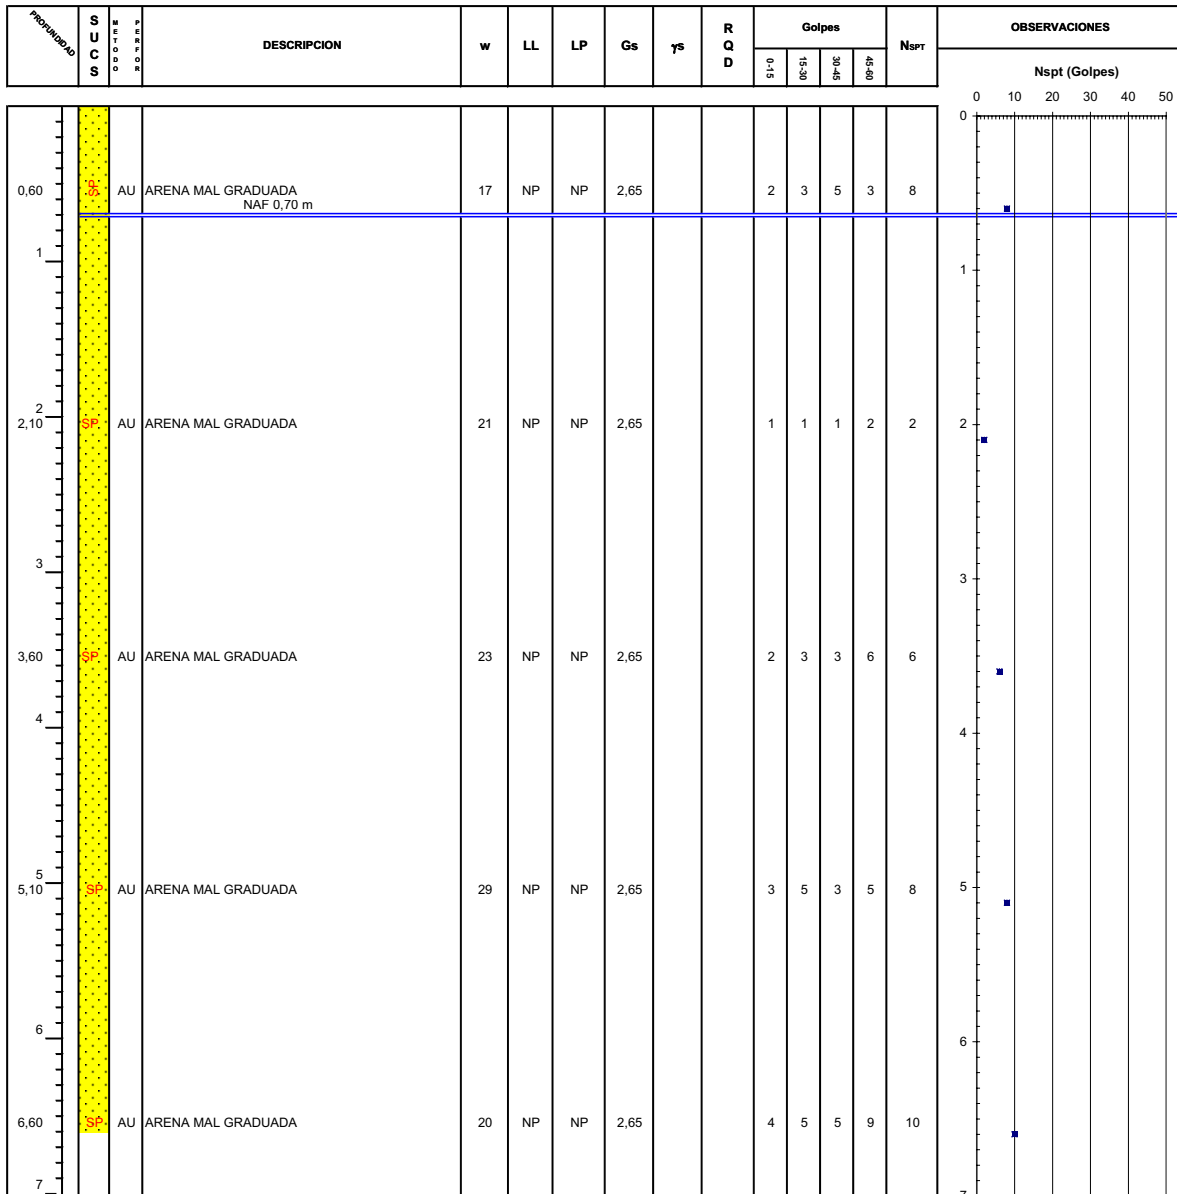 PROFUNDIDAD SUCS METODO PERFOR DESCRIPCION w LL LP Gs γs RQD Golpes NSPT OBSERVACIONES
0-15 15-30 30-45 45-60
Nspt (Golpes)
0 10 20 30 40 50
0
0,60 SP AU ARENA MAL GRADUADA 17 NP NP 2,65 2 3 5 3 8
NAF 0,70 m
1 1
2 2
2,10 SP AU ARENA MAL GRADUADA 21 NP NP 2,65 1 1 1 2 2
3 3
3,60 SP AU ARENA MAL GRADUADA 23 NP NP 2,65 2 3 3 6 6
4 4
5 5
5,10 SP AU ARENA MAL GRADUADA 29 NP NP 2,65 3 5 3 5 8
6 6
6,60 SP AU ARENA MAL GRADUADA 20 NP NP 2,65 4 5 5 9 10
7 7